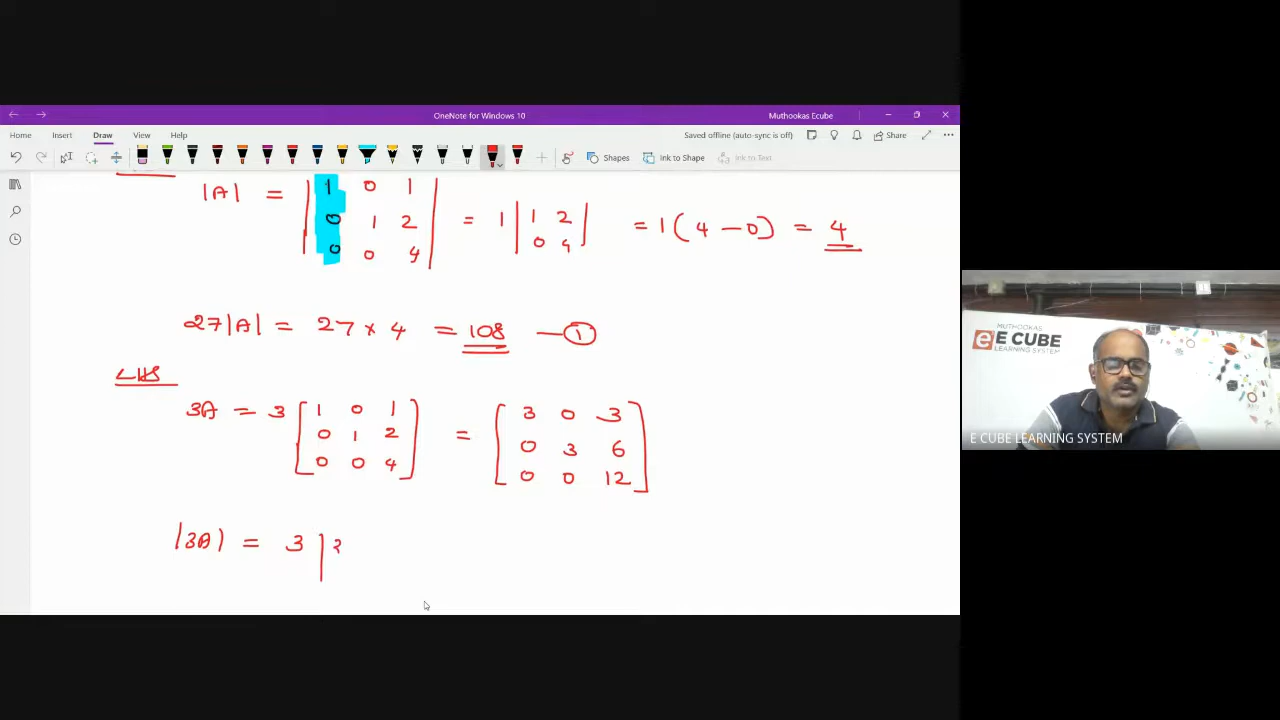 OneNote for Windows 10
Muthookas Ecube
Home Insert Draw View Help
Saved offline (auto-sync is off) Share
Shapes Ink to Shape Ink to Text
|A| = | 1 0 1 | = 1 | 1 2 | = 1(4 – 0) = 4
| 0 1 2 | | 0 4 |
| 0 0 4 |
27|A| = 27 × 4 = 108 — ①
LHS
3A = 3 [ 1 0 1 ] = [ 3 0 3 ]
[ 0 1 2 ] [ 0 3 6 ]
[ 0 0 4 ] [ 0 0 12 ]
|3A| = 3 |
MUTHOOKAS
E CUBE
LEARNING SYSTEM
E CUBE LEARNING SYSTEM